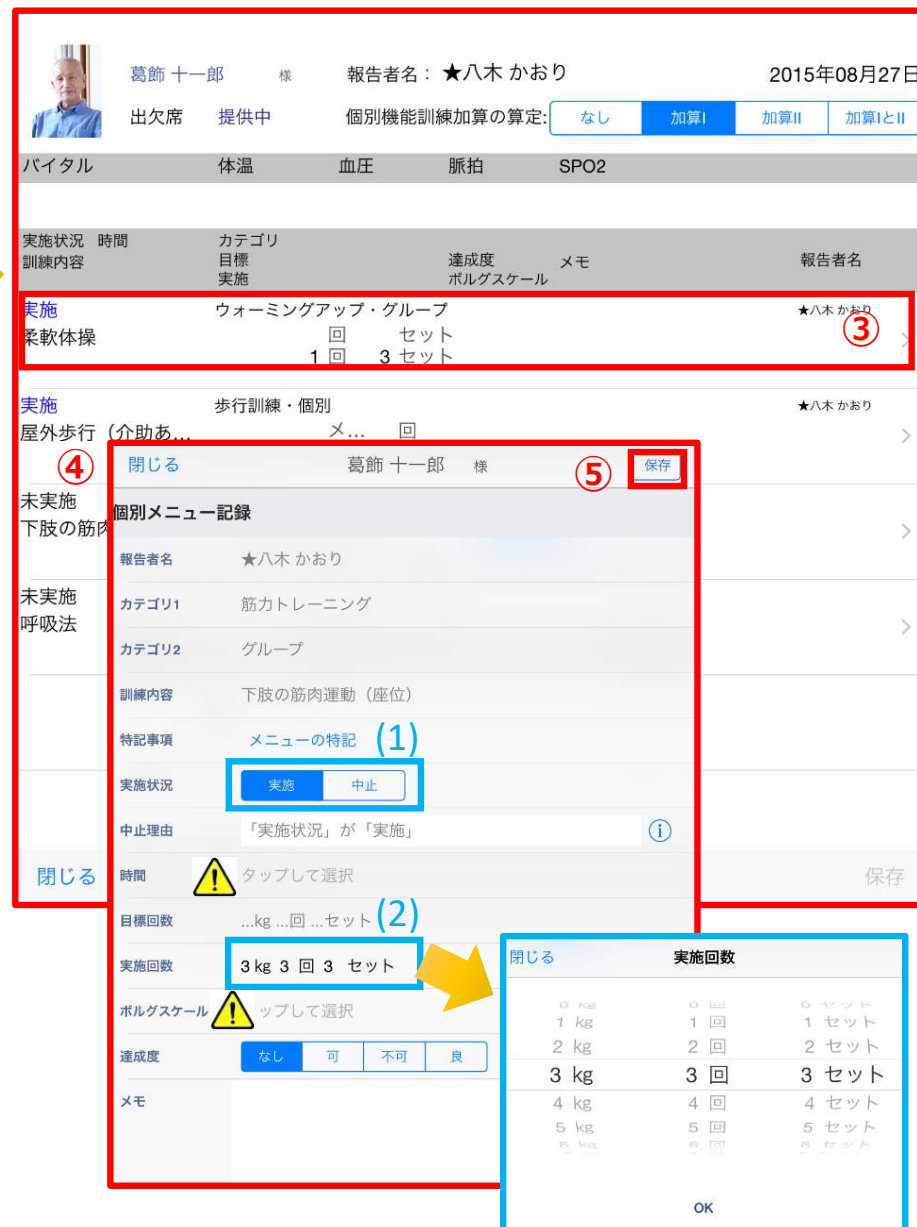 葛飾 十一郎 様 報告者名：★八木 かおり 2015年08月27日
出欠席 提供中 個別機能訓練加算の算定: なし 加算I 加算II 加算IとII
バイタル 体温 血圧 脈拍 SPO2
実施状況 時間 カテゴリ
訓練内容 目標 達成度 メモ 報告者名
実施 ボルグスケール
実施 ウォーミングアップ・グループ ★八木 かおり
柔軟体操 回 セット ③
1 回 3 セット
実施 歩行訓練・個別 ★八木 かおり
屋外歩行（介助あ... メ... 回
④ 閉じる 葛飾 十一郎 様 ⑤ 保存
未実施
下肢の筋肉
個別メニュー記録
報告者名 ★八木 かおり
未実施
呼吸法
カテゴリ1 筋力トレーニング
カテゴリ2 グループ
訓練内容 下肢の筋肉運動（座位）
特記事項 メニューの特記 (1)
実施状況 実施 中止
中止理由 「実施状況」が「実施」
閉じる 時間 タップして選択 保存
目標回数 ...kg ...回 ...セット (2)
実施回数 3 kg 3 回 3 セット
ボルグスケール ップして選択
達成度 なし 可 不可 良
メモ
閉じる 実施回数
0 kg 0 回 0 セット
1 kg 1 回 1 セット
2 kg 2 回 2 セット
3 kg 3 回 3 セット
4 kg 4 回 4 セット
5 kg 5 回 5 セット
6 kg 6 回 6 セット
OK